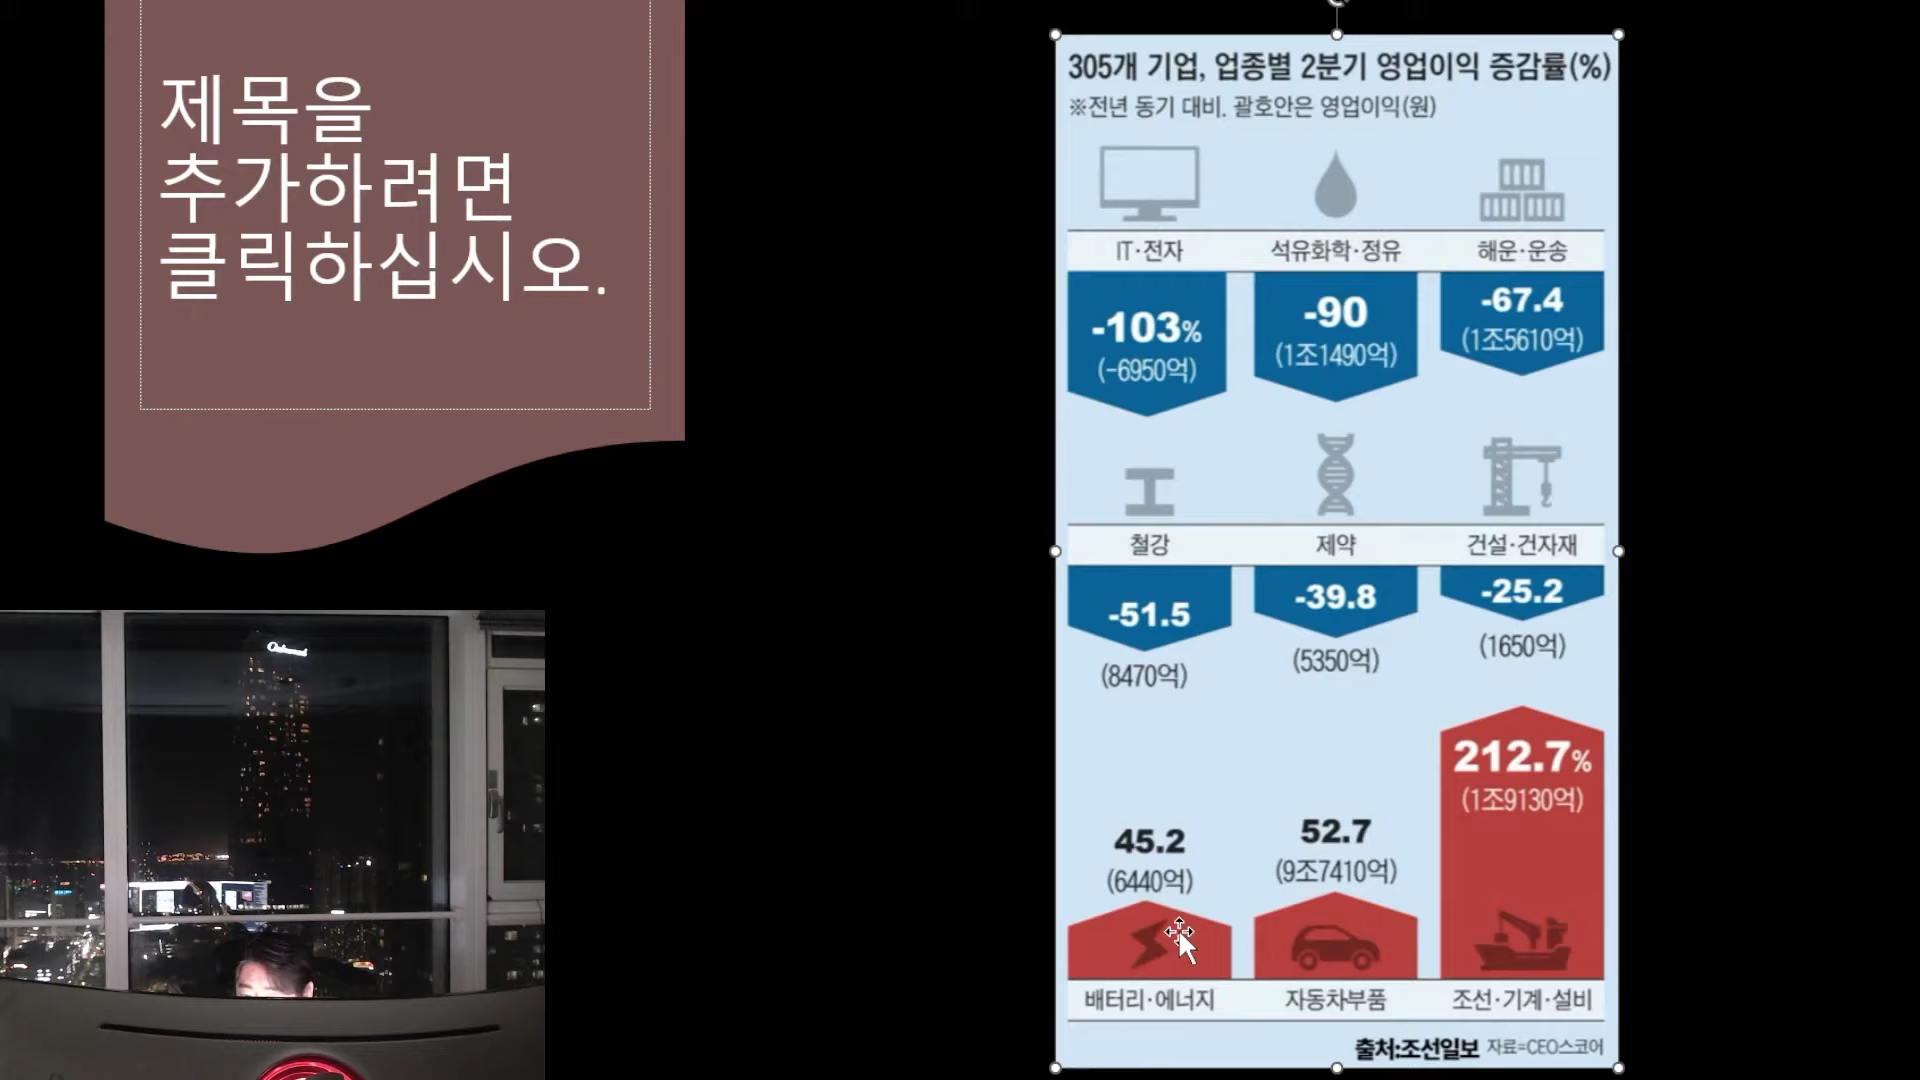 제목을
추가하려면
클릭하십시오.
305개 기업, 업종별 2분기 영업이익 증감률(%)
※전년 동기 대비. 괄호안은 영업이익(원)
IT·전자
석유화학·정유
해운·운송
-103%
(-6950억)
-90
(1조1490억)
-67.4
(1조5610억)
철강
제약
건설·건자재
-51.5
(8470억)
-39.8
(5350억)
-25.2
(1650억)
45.2
(6440억)
52.7
(9조7410억)
212.7%
(1조9130억)
배터리·에너지
자동차부품
조선·기계·설비
출처:조선일보 자료=CEO스코어